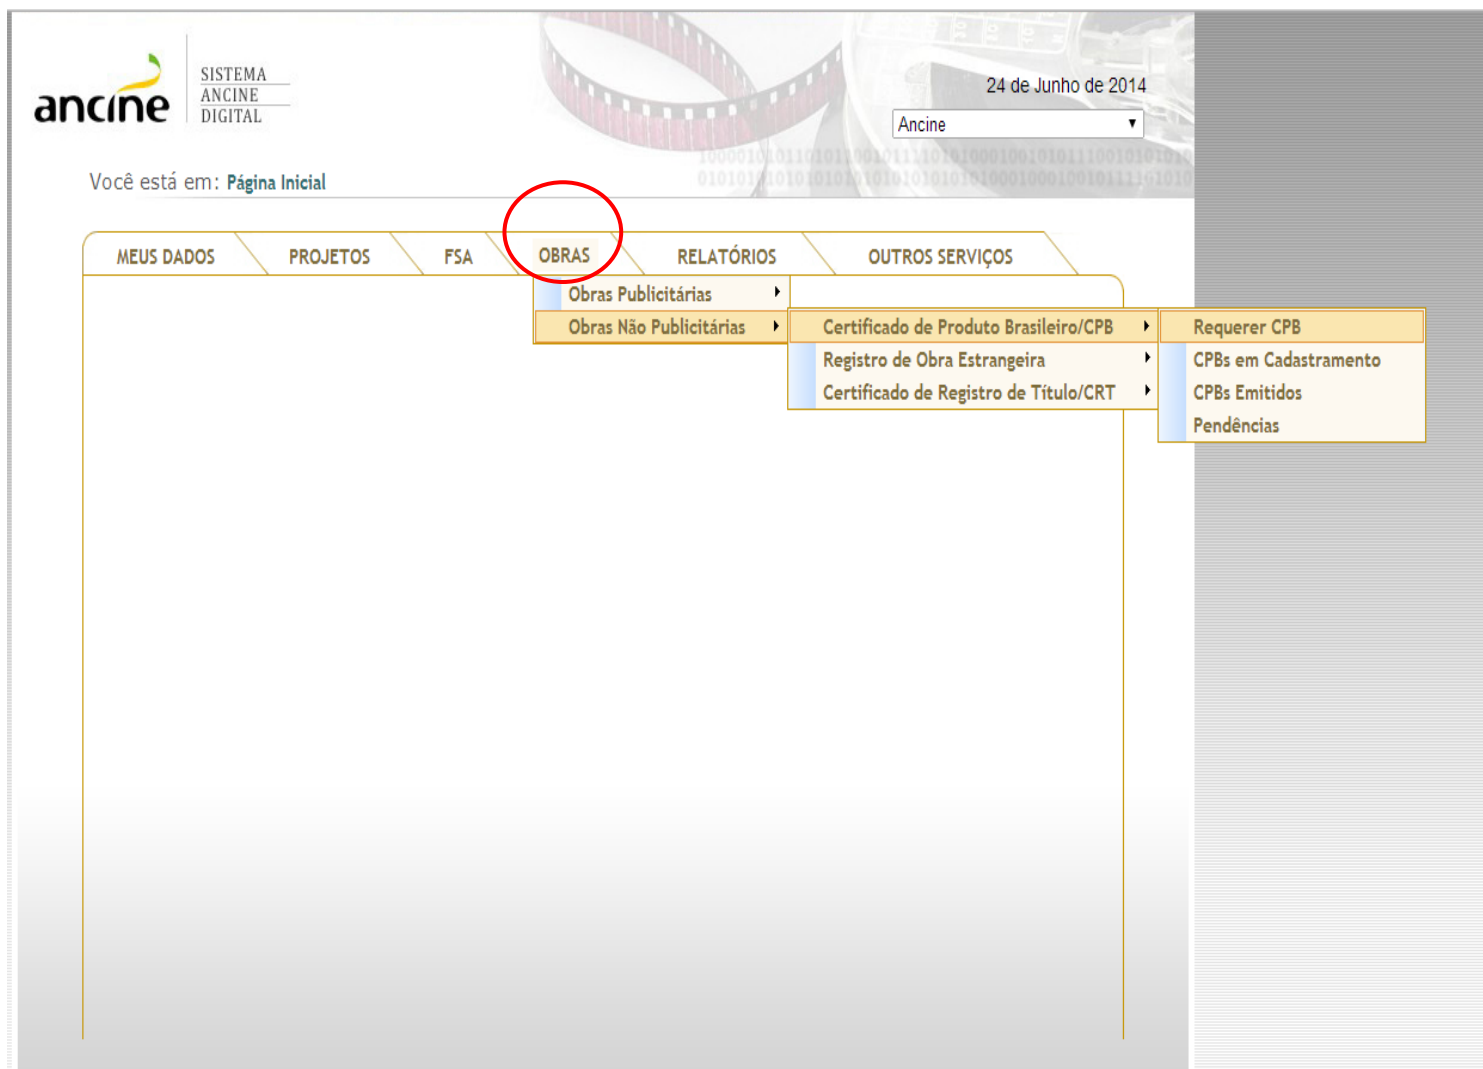 ancine
SISTEMA
ANCINE
DIGITAL
24 de Junho de 2014
Ancine
Você está em: Página Inicial
MEUS DADOS PROJETOS FSA OBRAS RELATÓRIOS OUTROS SERVIÇOS
Obras Publicitárias
Obras Não Publicitárias Certificado de Produto Brasileiro/CPB Requerer CPB
Registro de Obra Estrangeira CPBs em Cadastramento
Certificado de Registro de Título/CRT CPBs Emitidos
Pendências